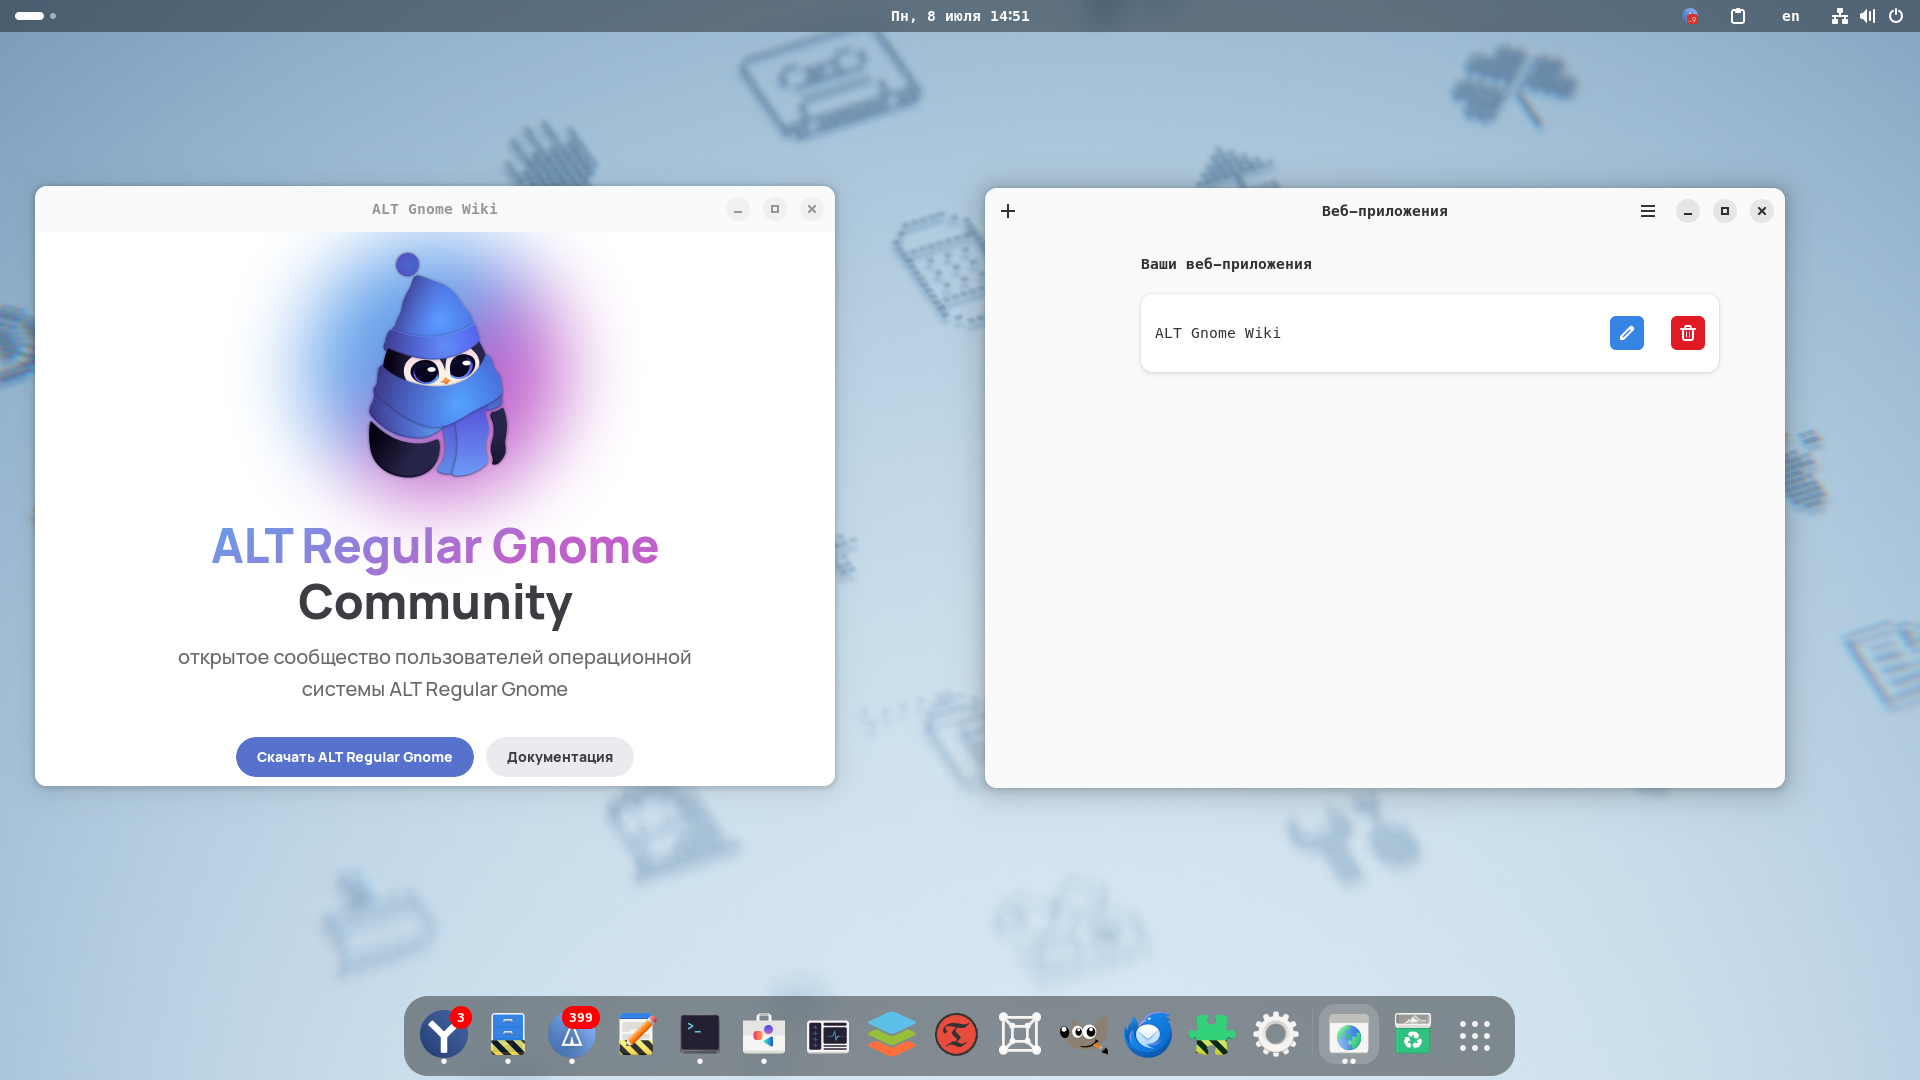 Пн, 8 июля 14:51
en
ALT Gnome Wiki
ALT Regular Gnome
Community
открытое сообщество пользователей операционной
системы ALT Regular Gnome
Скачать ALT Regular Gnome
Документация
Веб-приложения
Ваши веб-приложения
ALT Gnome Wiki
3
399
>_